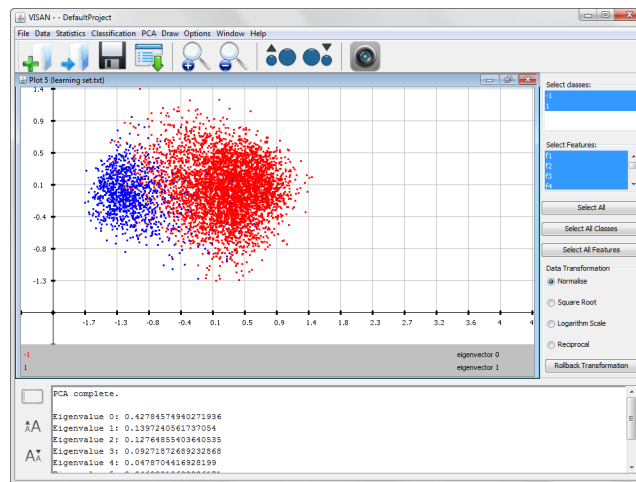 VISAN - - DefaultProject
File Data Statistics Classification PCA Draw Options Window Help
Plot 5 (learning set.txt)
1.4
0.9
0.5
0.1
-0.4
-0.8
-1.3
-1.7 -1.3 -0.8 -0.4 0.1 0.5 0.9 1.4 1.8 2.3 2.7 3.2 3.6 4 4
-1 eigenvector 0
1 eigenvector 1
Select classes:
-1
1
Select Features:
f1
f2
f3
f4
Select All
Select All Classes
Select All Features
Data Transformation
Normalise
Square Root
Logarithm Scale
Reciprocal
Rollback Transformation
AA
AA
PCA complete.
Eigenvalue 0: 0.42784574940271936
Eigenvalue 1: 0.1397240561737054
Eigenvalue 2: 0.12764855403640535
Eigenvalue 3: 0.09271872689232868
Eigenvalue 4: 0.0478704416928199